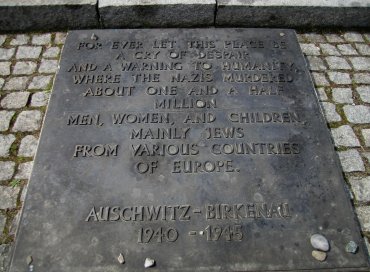 FOR EVER LET THIS PLACE BE
A CRY OF DESPAIR
AND A WARNING TO HUMANITY,
WHERE THE NAZIS MURDERED
ABOUT ONE AND A HALF
MILLION
MEN, WOMEN, AND CHILDREN,
MAINLY JEWS
FROM VARIOUS COUNTRIES
OF EUROPE.
AUSCHWITZ-BIRKENAU
1940 - 1945